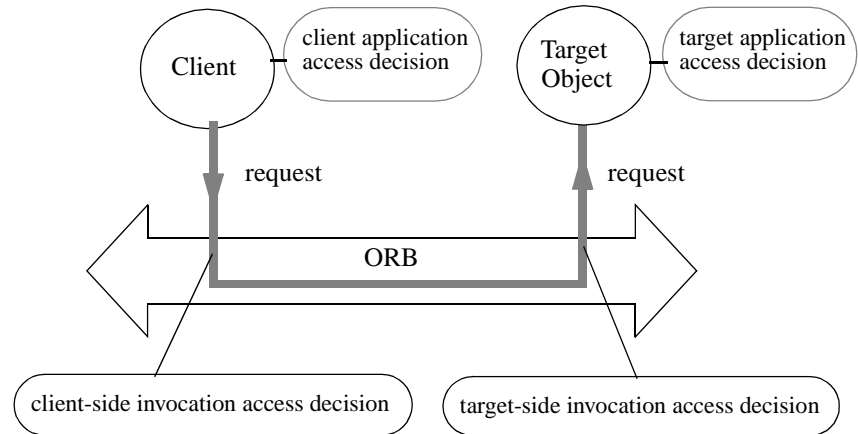 Client
client application
access decision
Target
Object
target application
access decision
request
request
ORB
client-side invocation access decision
target-side invocation access decision